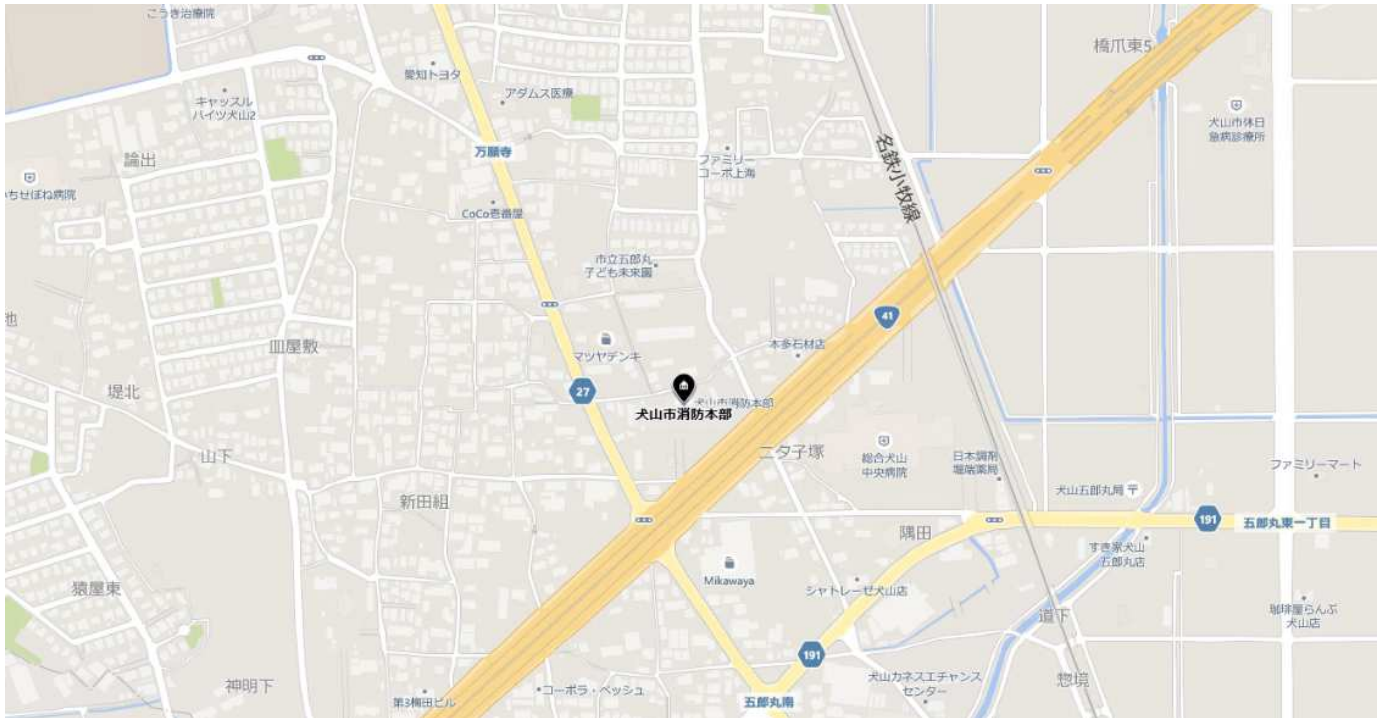 こうき治療院
橋爪東5
愛知トヨタ
キャッスル
ハイツ犬山2
アダムス医療
犬山市休日
急病診療所
万願寺
論出
ファミリー
コーポ上海
いちせぼね病院
名鉄小牧線
CoCo壱番屋
市立五郎丸
子ども未来園
41
皿屋敷
マツヤデンキ
本多石材店
池
堤北
27
犬山市消防本部
犬山市消防本部
山下
二タ子塚
総合犬山
中央病院
日本調剤
堀端薬局
ファミリーマート
新田組
犬山五郎丸局
191
五郎丸東一丁目
隅田
すき家犬山
五郎丸店
猿屋東
Mikawaya
シャトレーゼ犬山店
珈琲屋らんぷ
犬山店
道下
191
神明下
第3梅田ビル
コーポラ・ベッシュ
五郎丸南
犬山カネスエチャンス
センター
惣境